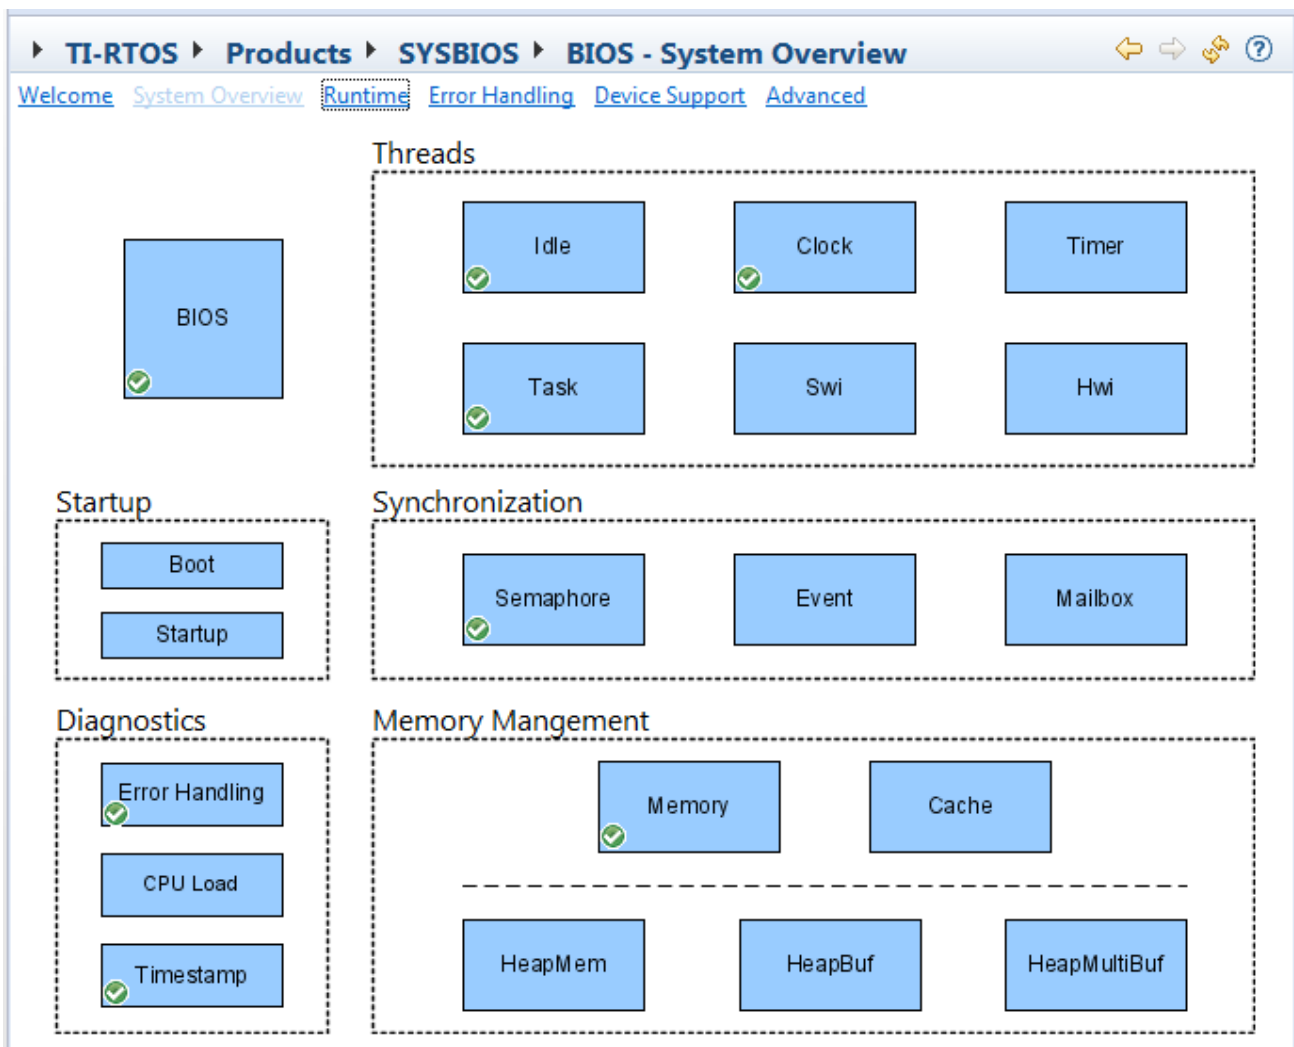 TI-RTOS Products SYSBIOS BIOS - System Overview
Welcome System Overview Runtime Error Handling Device Support Advanced
Threads
Idle Clock Timer
BIOS
Task Swi Hwi
Startup Synchronization
Boot
Semaphore Event Mailbox
Startup
Diagnostics Memory Mangement
Error Handling
Memory Cache
CPU Load
HeapMem HeapBuf HeapMultiBuf
Timestamp